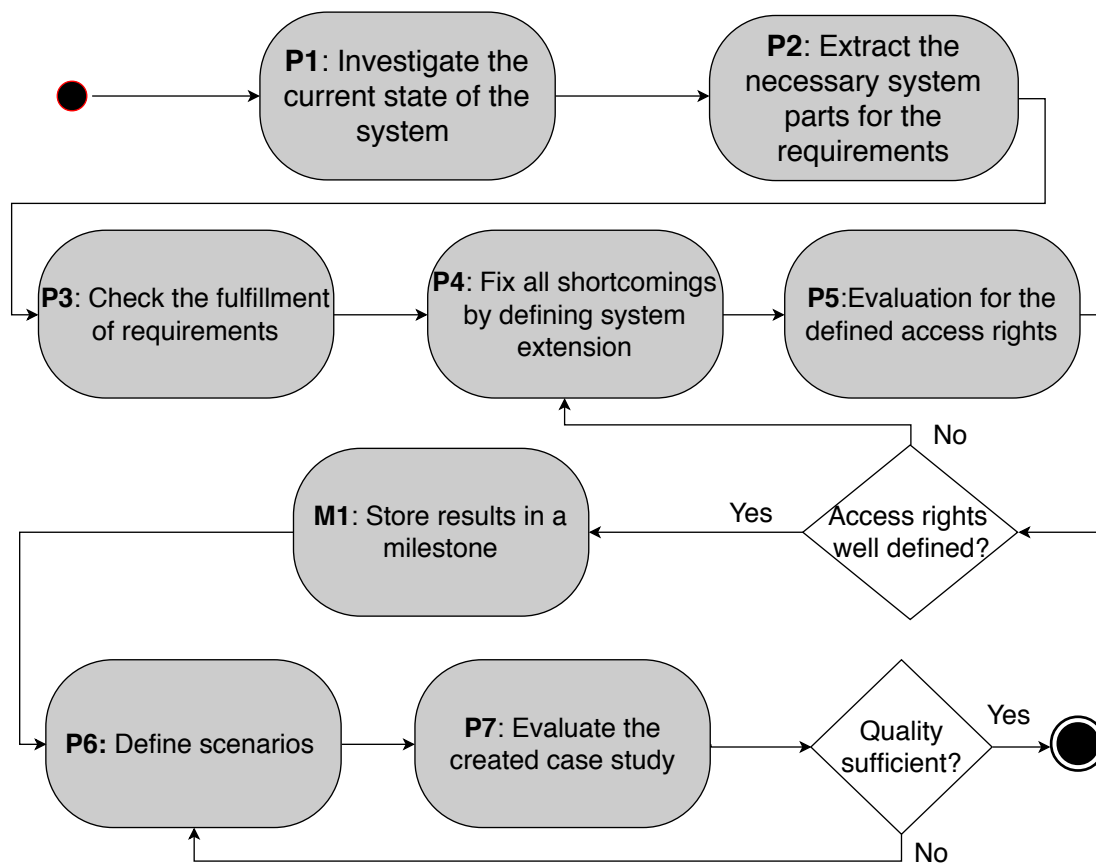 P1: Investigate the
current state of the
system
P2: Extract the
necessary system
parts for the
requirements
P3: Check the fulfillment
of requirements
P4: Fix all shortcomings
by defining system
extension
P5:Evaluation for the
defined access rights
No
Access rights
well defined?
Yes
M1: Store results in a
milestone
P6: Define scenarios
P7: Evaluate the
created case study
Quality
sufficient?
Yes
No